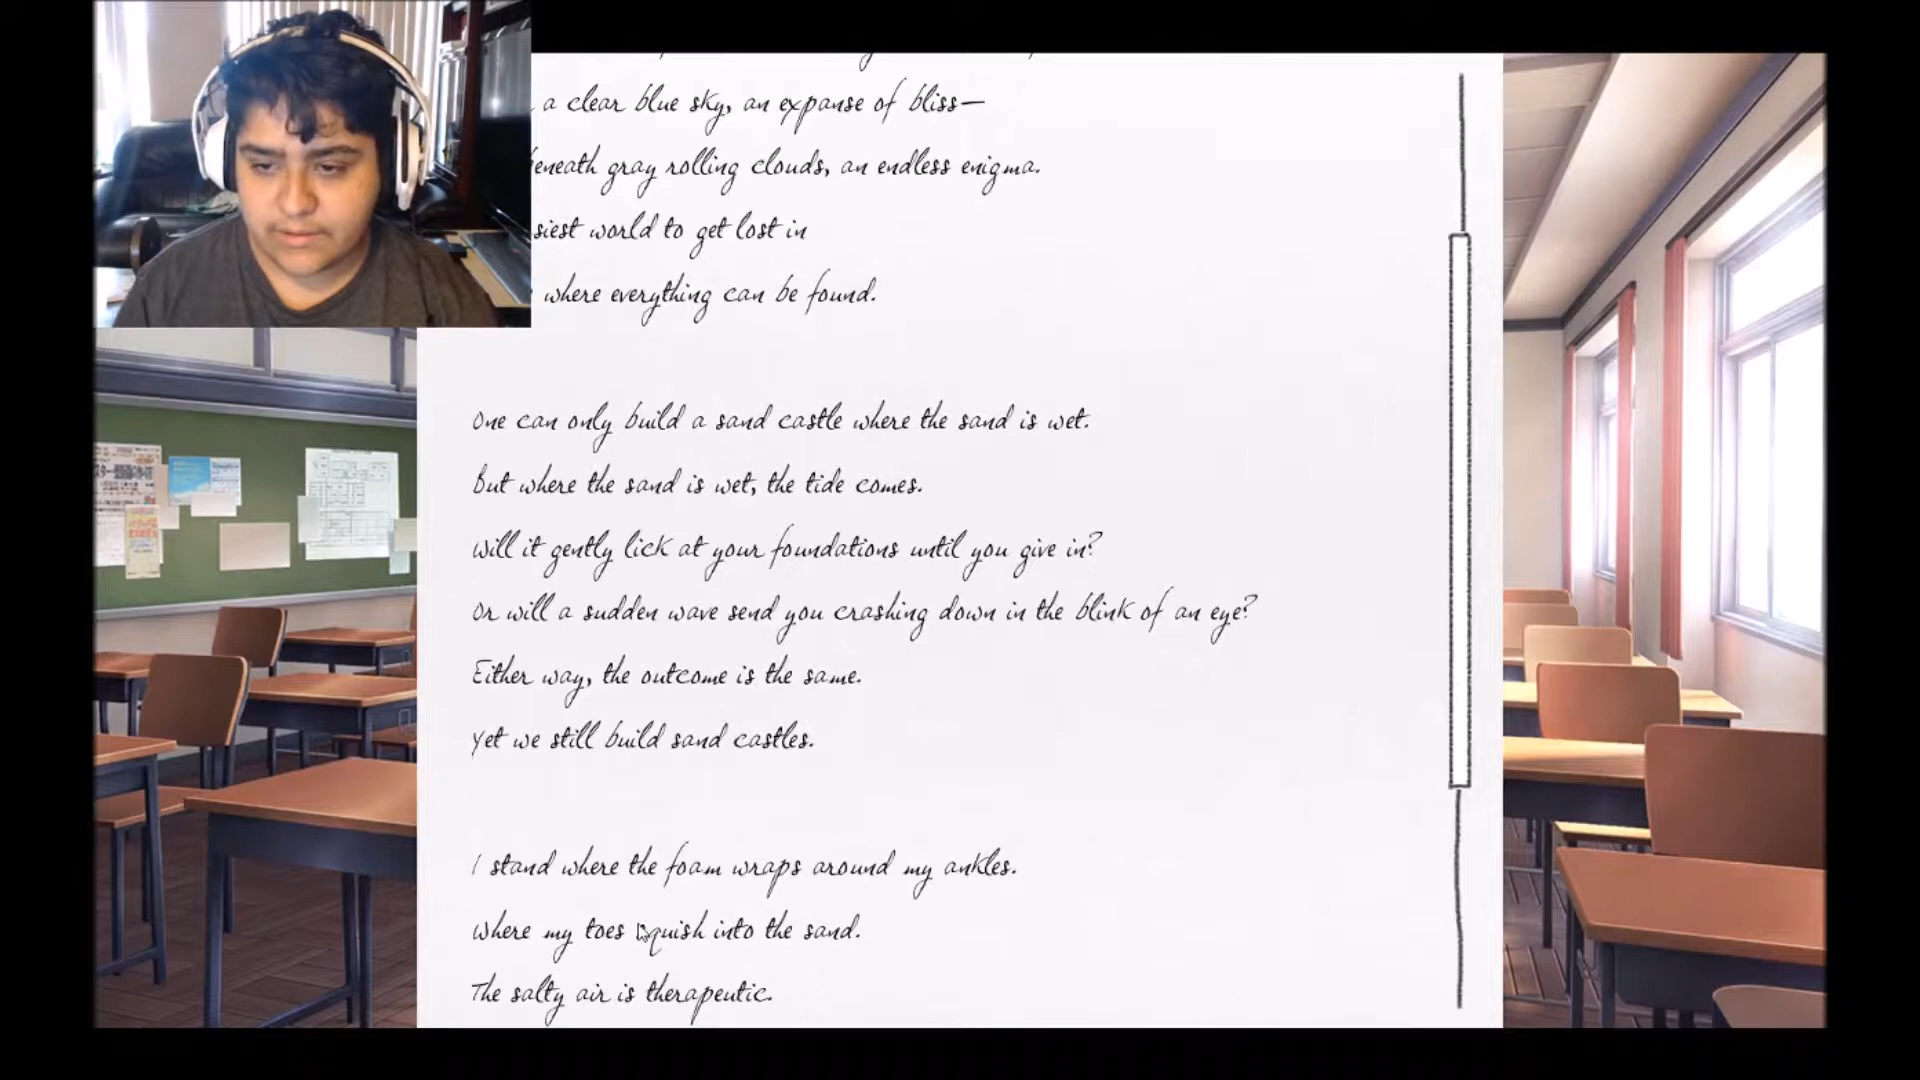 a clear blue sky, an expanse of bliss—
eneath gray rolling clouds, an endless enigma.
siest world to get lost in
where everything can be found.
One can only build a sand castle where the sand is wet.
But where the sand is wet, the tide comes.
Will it gently lick at your foundations until you give in?
Or will a sudden wave send you crashing down in the blink of an eye?
Either way, the outcome is the same.
Yet we still build sand castles.
I stand where the foam wraps around my ankles.
Where my toes squish into the sand.
The salty air is therapeutic.